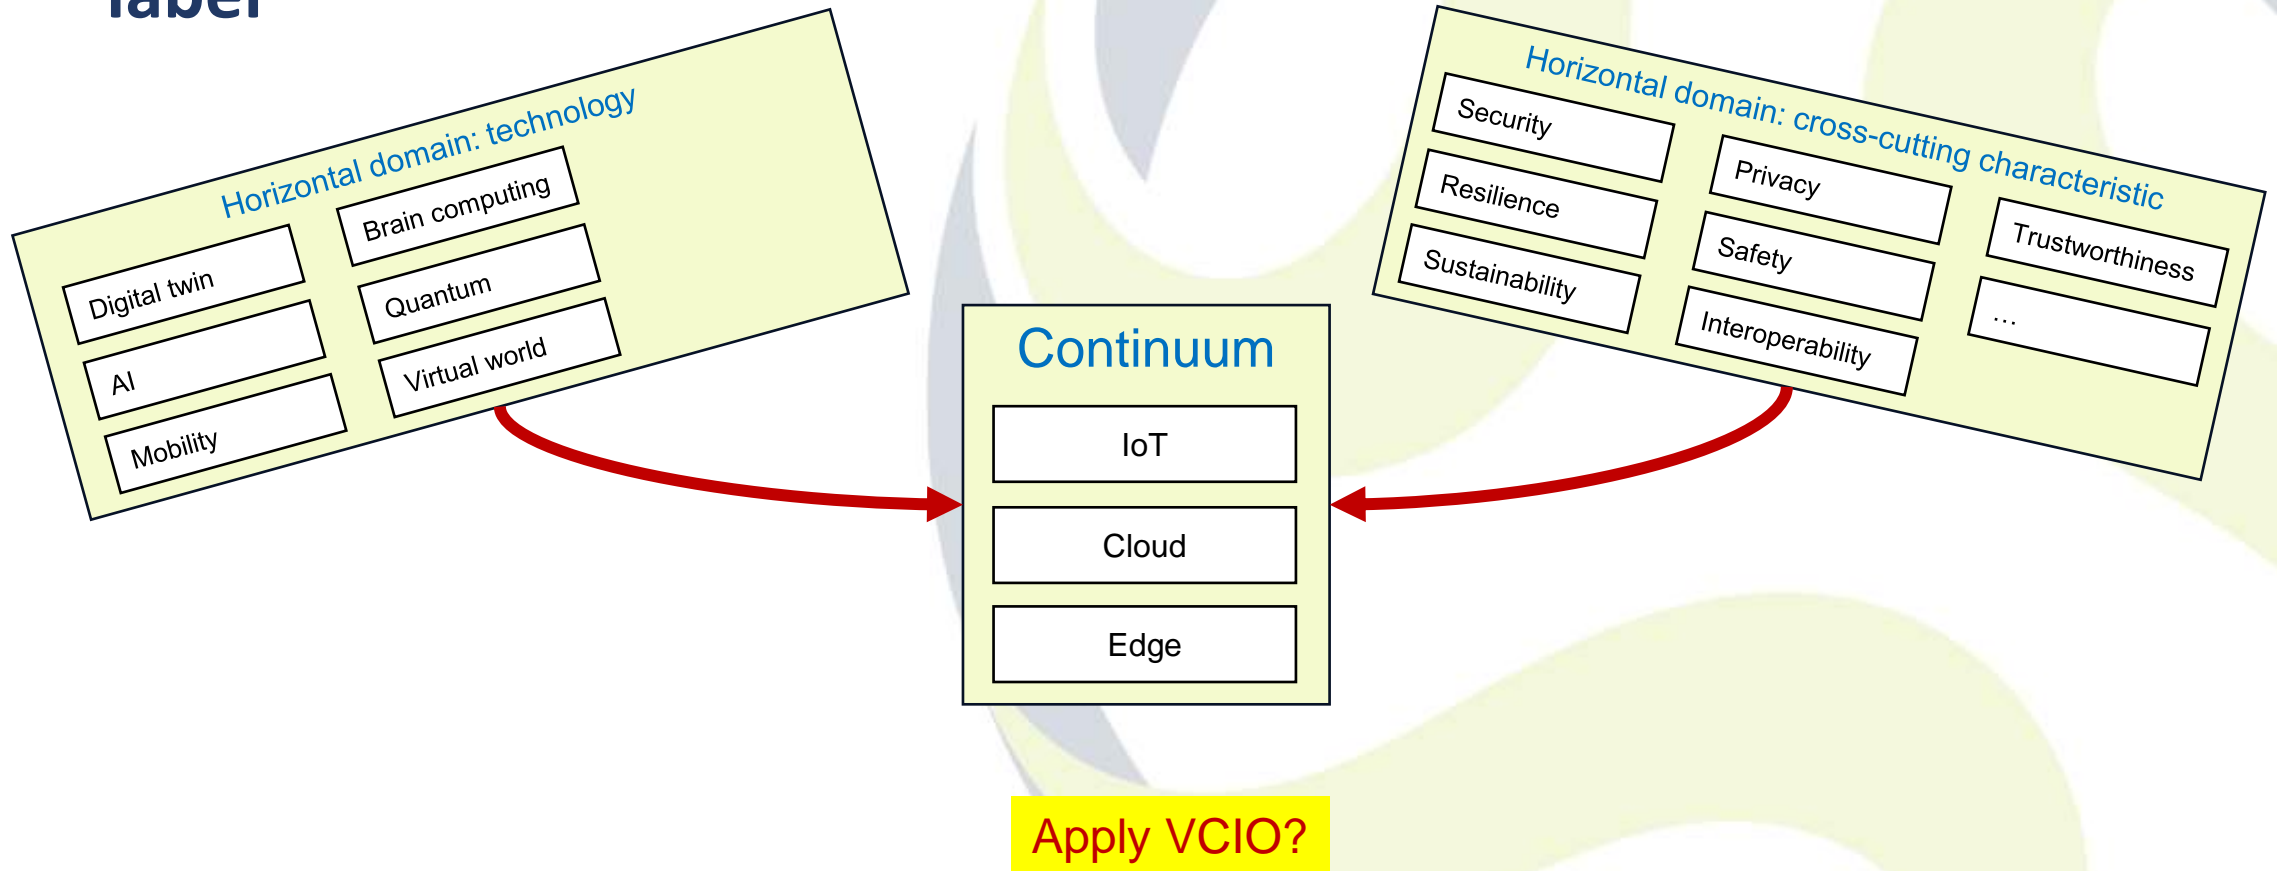 label
Horizontal domain: technology
Digital twin
AI
Mobility
Brain computing
Quantum
Virtual world
Continuum
IoT
Cloud
Edge
Horizontal domain: cross-cutting characteristic
Security
Resilience
Sustainability
Privacy
Safety
Interoperability
Trustworthiness
…
Apply VCIO?